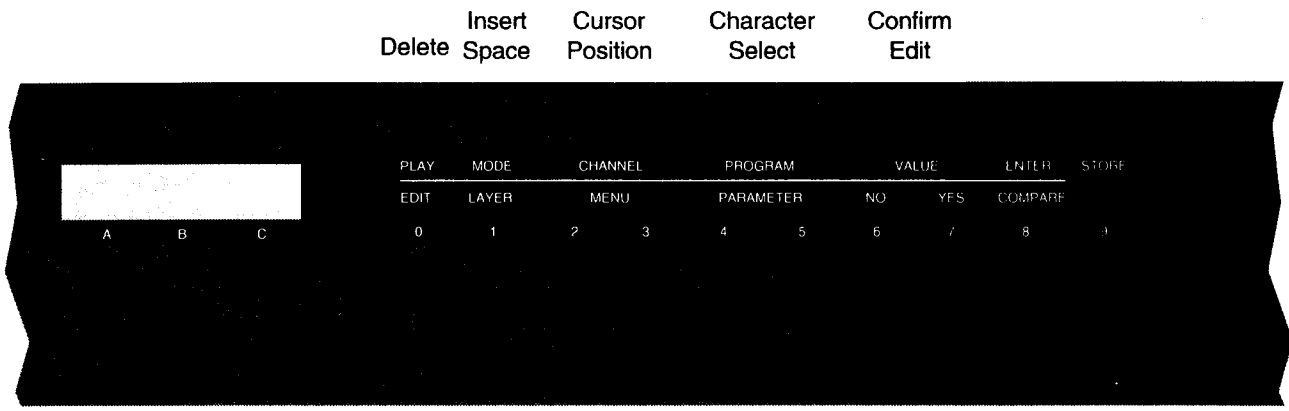 Delete Insert Space Cursor Position Character Select Confirm Edit
PLAY MODE CHANNEL PROGRAM VALUE ENTER STORE
EDIT LAYER MENU PARAMETER NO YES COMPARE
A B C 0 1 2 3 4 5 6 7 8 9